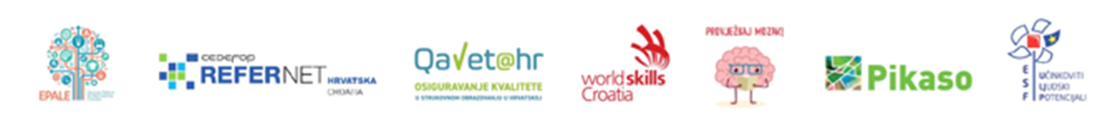 EPALE
CEDEFOP
REFERNET HRVATSKA
CROATIA
Qavet@hr
OSIGURAVANJE KVALITETE
U STRUKOVNOM OBRAZOVANJU U HRVATSKOJ
worldskills
Croatia
PROVJEŽBAJ MOZAK!
Pikaso
ESF
UČINKOVITI
LJUDSKI
POTENCIJALI